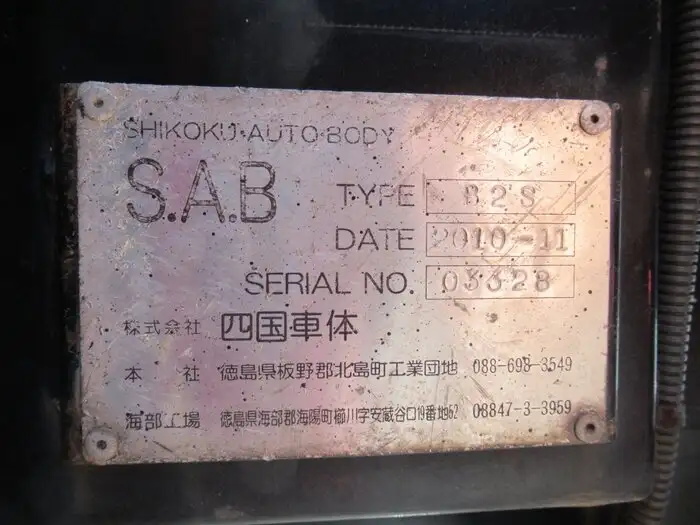 SHIKOKU·AUTO·BODY
S.A.B
TYPE B2S
DATE 2010-11
SERIAL NO. 03328
株式会社 四国車体
本社 徳島県板野郡北島町工業団地 088-698-3549
海部工場 徳島県海部郡海陽町櫛川字安蔵谷口19番地52 08847-3-3959